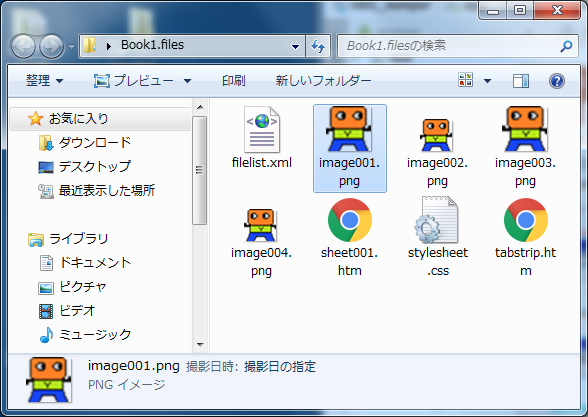 Book1.files
Book1.filesの検索
整理
プレビュー
印刷
新しいフォルダー
お気に入り
ダウンロード
デスクトップ
最近表示した場所
ライブラリ
ドキュメント
ピクチャ
ビデオ
ミュージック
filelist.xml
image001.
png
image002.
png
image003.
png
image004.
png
sheet001.
htm
stylesheet
.css
tabstrip.ht
m
image001.png 撮影日時: 撮影日の指定
PNG イメージ